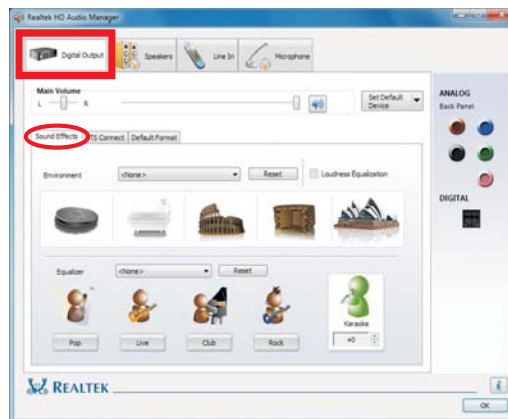 Realtek HD Audio Manager
Digital Output
Speakers
Line In
Microphone
Main Volume
L
R
Set Default
Device
ANALOG
Back Panel
Sound Effects
DTS Connect
Default Format
Environment
<None>
Reset
Loudness Equalization
DIGITAL
Equalizer
<None>
Reset
Pop
Live
Club
Rock
Karaoke
+0
REALTEK
i
OK